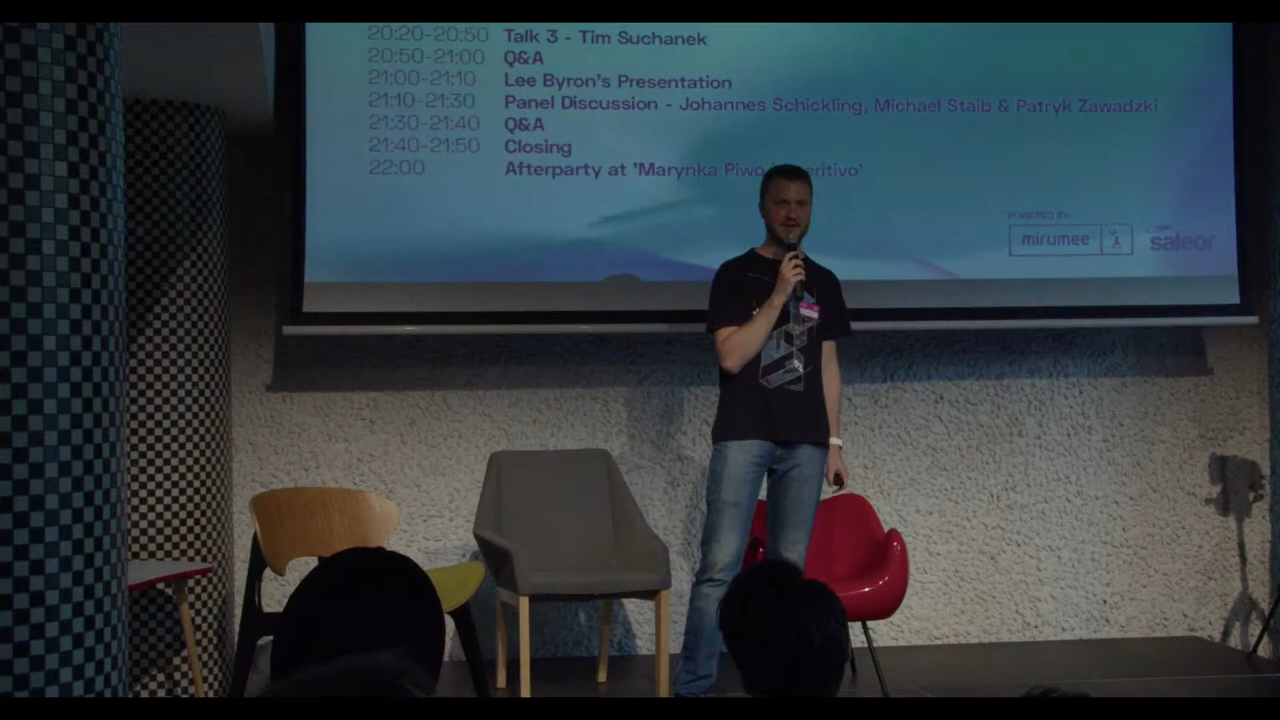 20:20-20:50 Talk 3 - Tim Suchanek
20:50-21:00 Q&A
21:00-21:10 Lee Byron's Presentation
21:10-21:30 Panel Discussion - Johannes Schickling, Michael Staib & Patryk Zawadzki
21:30-21:40 Q&A
21:40-21:50 Closing
22:00 Afterparty at 'Marynka Piwo
POWERED BY:
mirumee saleor